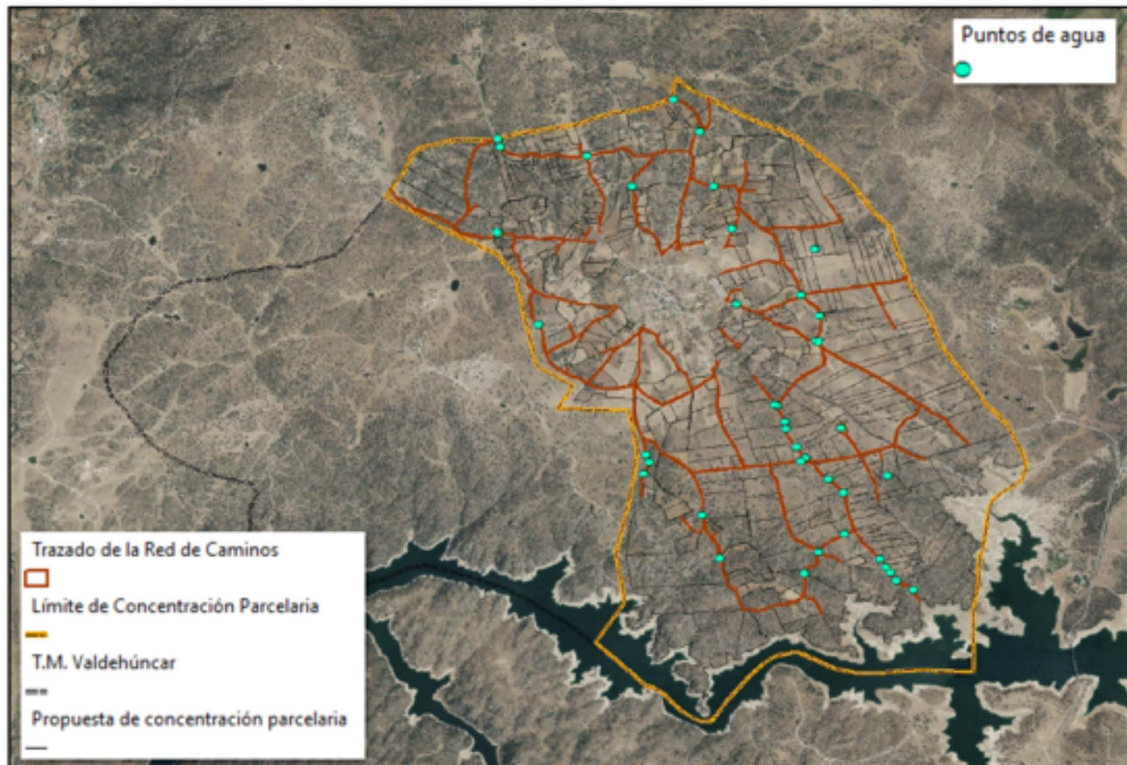 Puntos de agua
Trazado de la Red de Caminos
Límite de Concentración Parcelaria
T.M. Valdehúncar
Propuesta de concentración parcelaria